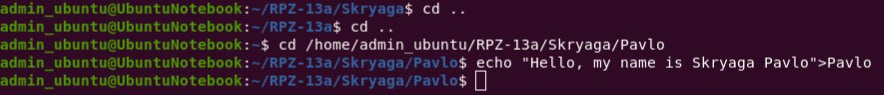 admin_ubuntu@UbuntuNotebook:~/RPZ-13a/Skryaga$ cd ..
admin_ubuntu@UbuntuNotebook:~/RPZ-13a$ cd ..
admin_ubuntu@UbuntuNotebook:~$ cd /home/admin_ubuntu/RPZ-13a/Skryaga/Pavlo
admin_ubuntu@UbuntuNotebook:~/RPZ-13a/Skryaga/Pavlo$ echo "Hello, my name is Skryaga Pavlo">Pavlo
admin_ubuntu@UbuntuNotebook:~/RPZ-13a/Skryaga/Pavlo$